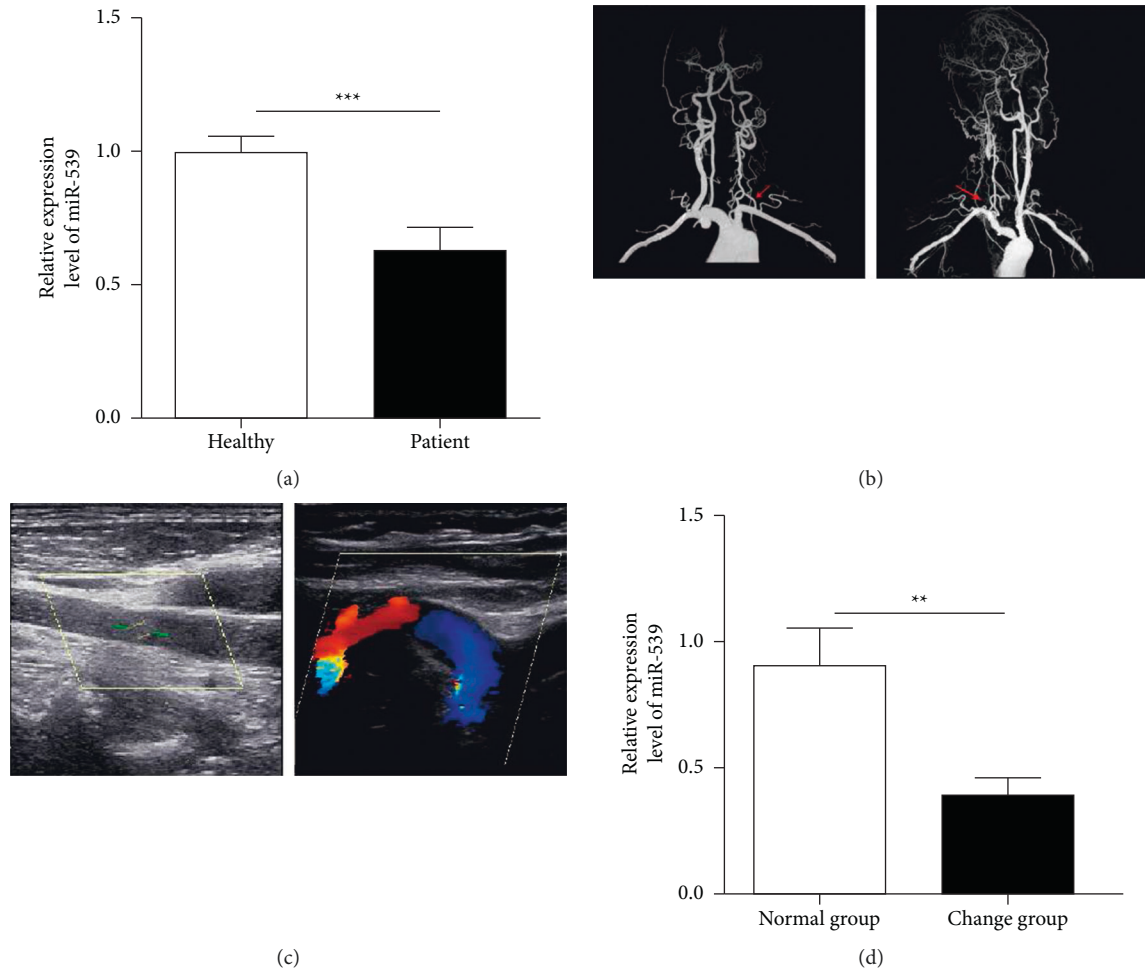 1.5
***
1.0
Relative expression
level of miR-539
0.5
0.0
Healthy
Patient
(a)
(b)
(c)
1.5
**
1.0
Relative expression
level of miR-539
0.5
0.0
Normal group
Change group
(d)